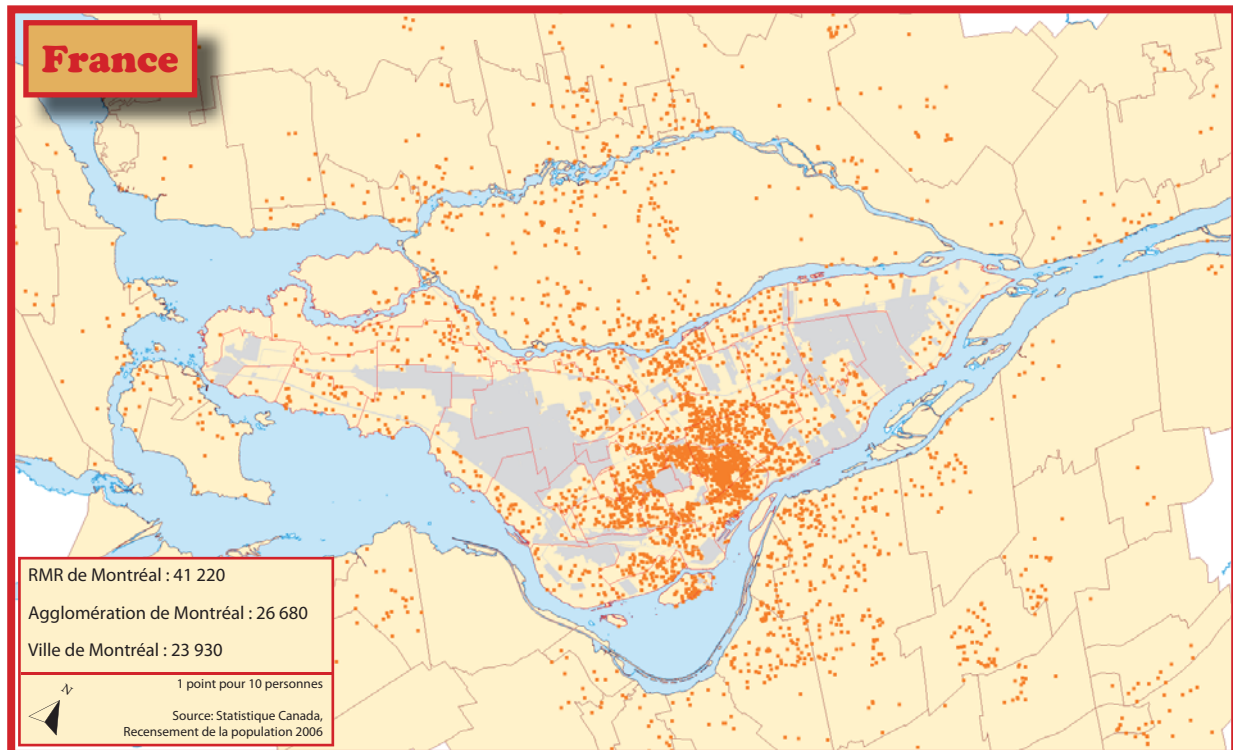 France
RMR de Montréal : 41 220
Agglomération de Montréal : 26 680
Ville de Montréal : 23 930
N
1 point pour 10 personnes
Source: Statistique Canada,
Recensement de la population 2006